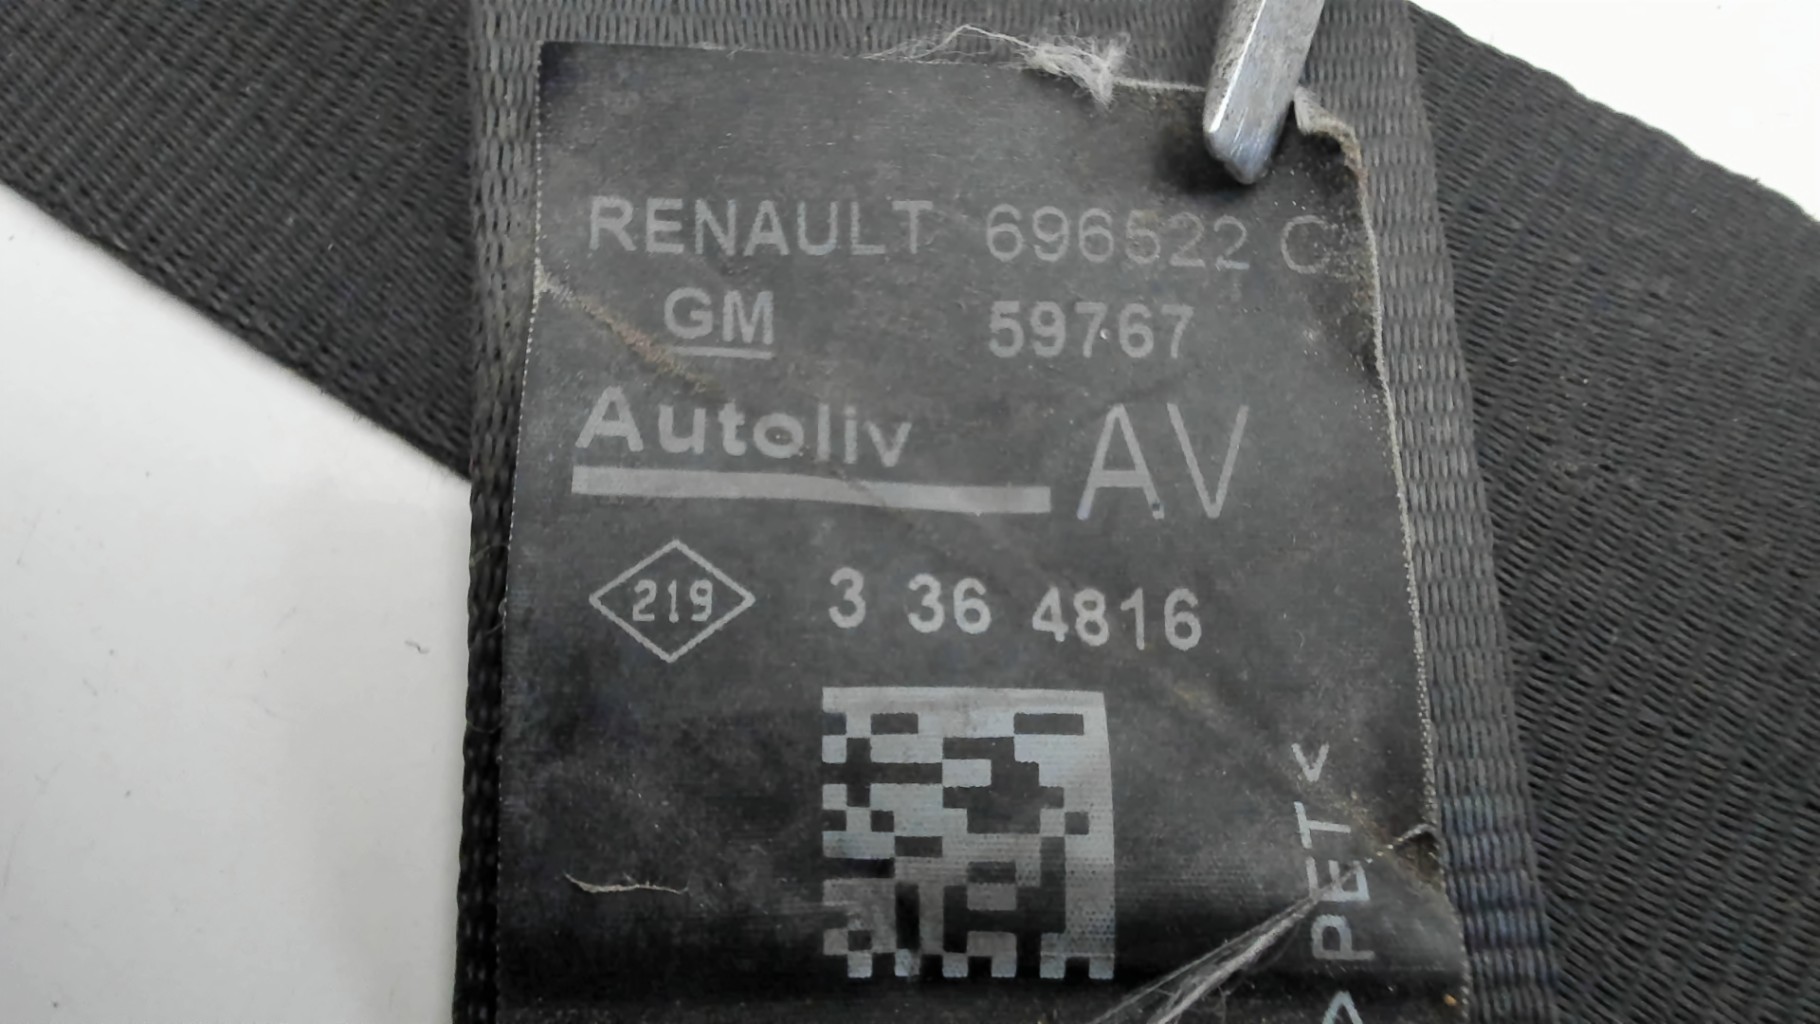 RENAULT 696522 C
GM 59767
Autoliv AV
219 3 36 4816
>PET<